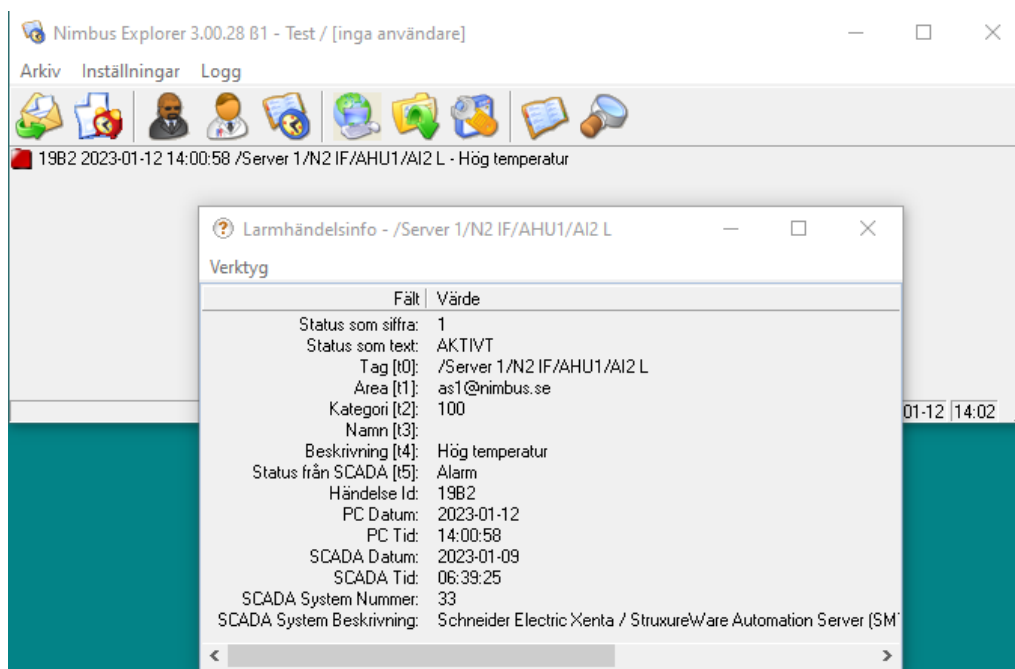 Nimbus Explorer 3.00.28 ß1 - Test / [inga användare]
Arkiv Inställningar Logg
19B2 2023-01-12 14:00:58 /Server 1/N2 IF/AHU1/AI2 L - Hög temperatur
Larmhändelsinfo - /Server 1/N2 IF/AHU1/AI2 L
Verktyg
Fält Värde
Status som siffra: 1
Status som text: AKTIVT
Tag [t0]: /Server 1/N2 IF/AHU1/AI2 L
Area [t1]: as1@nimbus.se
Kategori [t2]: 100
Namn [t3]:
Beskrivning [t4]: Hög temperatur
Status från SCADA [t5]: Alarm
Händelse Id: 19B2
PC Datum: 2023-01-12
PC Tid: 14:00:58
SCADA Datum: 2023-01-09
SCADA Tid: 06:39:25
SCADA System Nummer: 33
SCADA System Beskrivning: Schneider Electric Xenta / StruxureWare Automation Server (SM
01-12 14:02